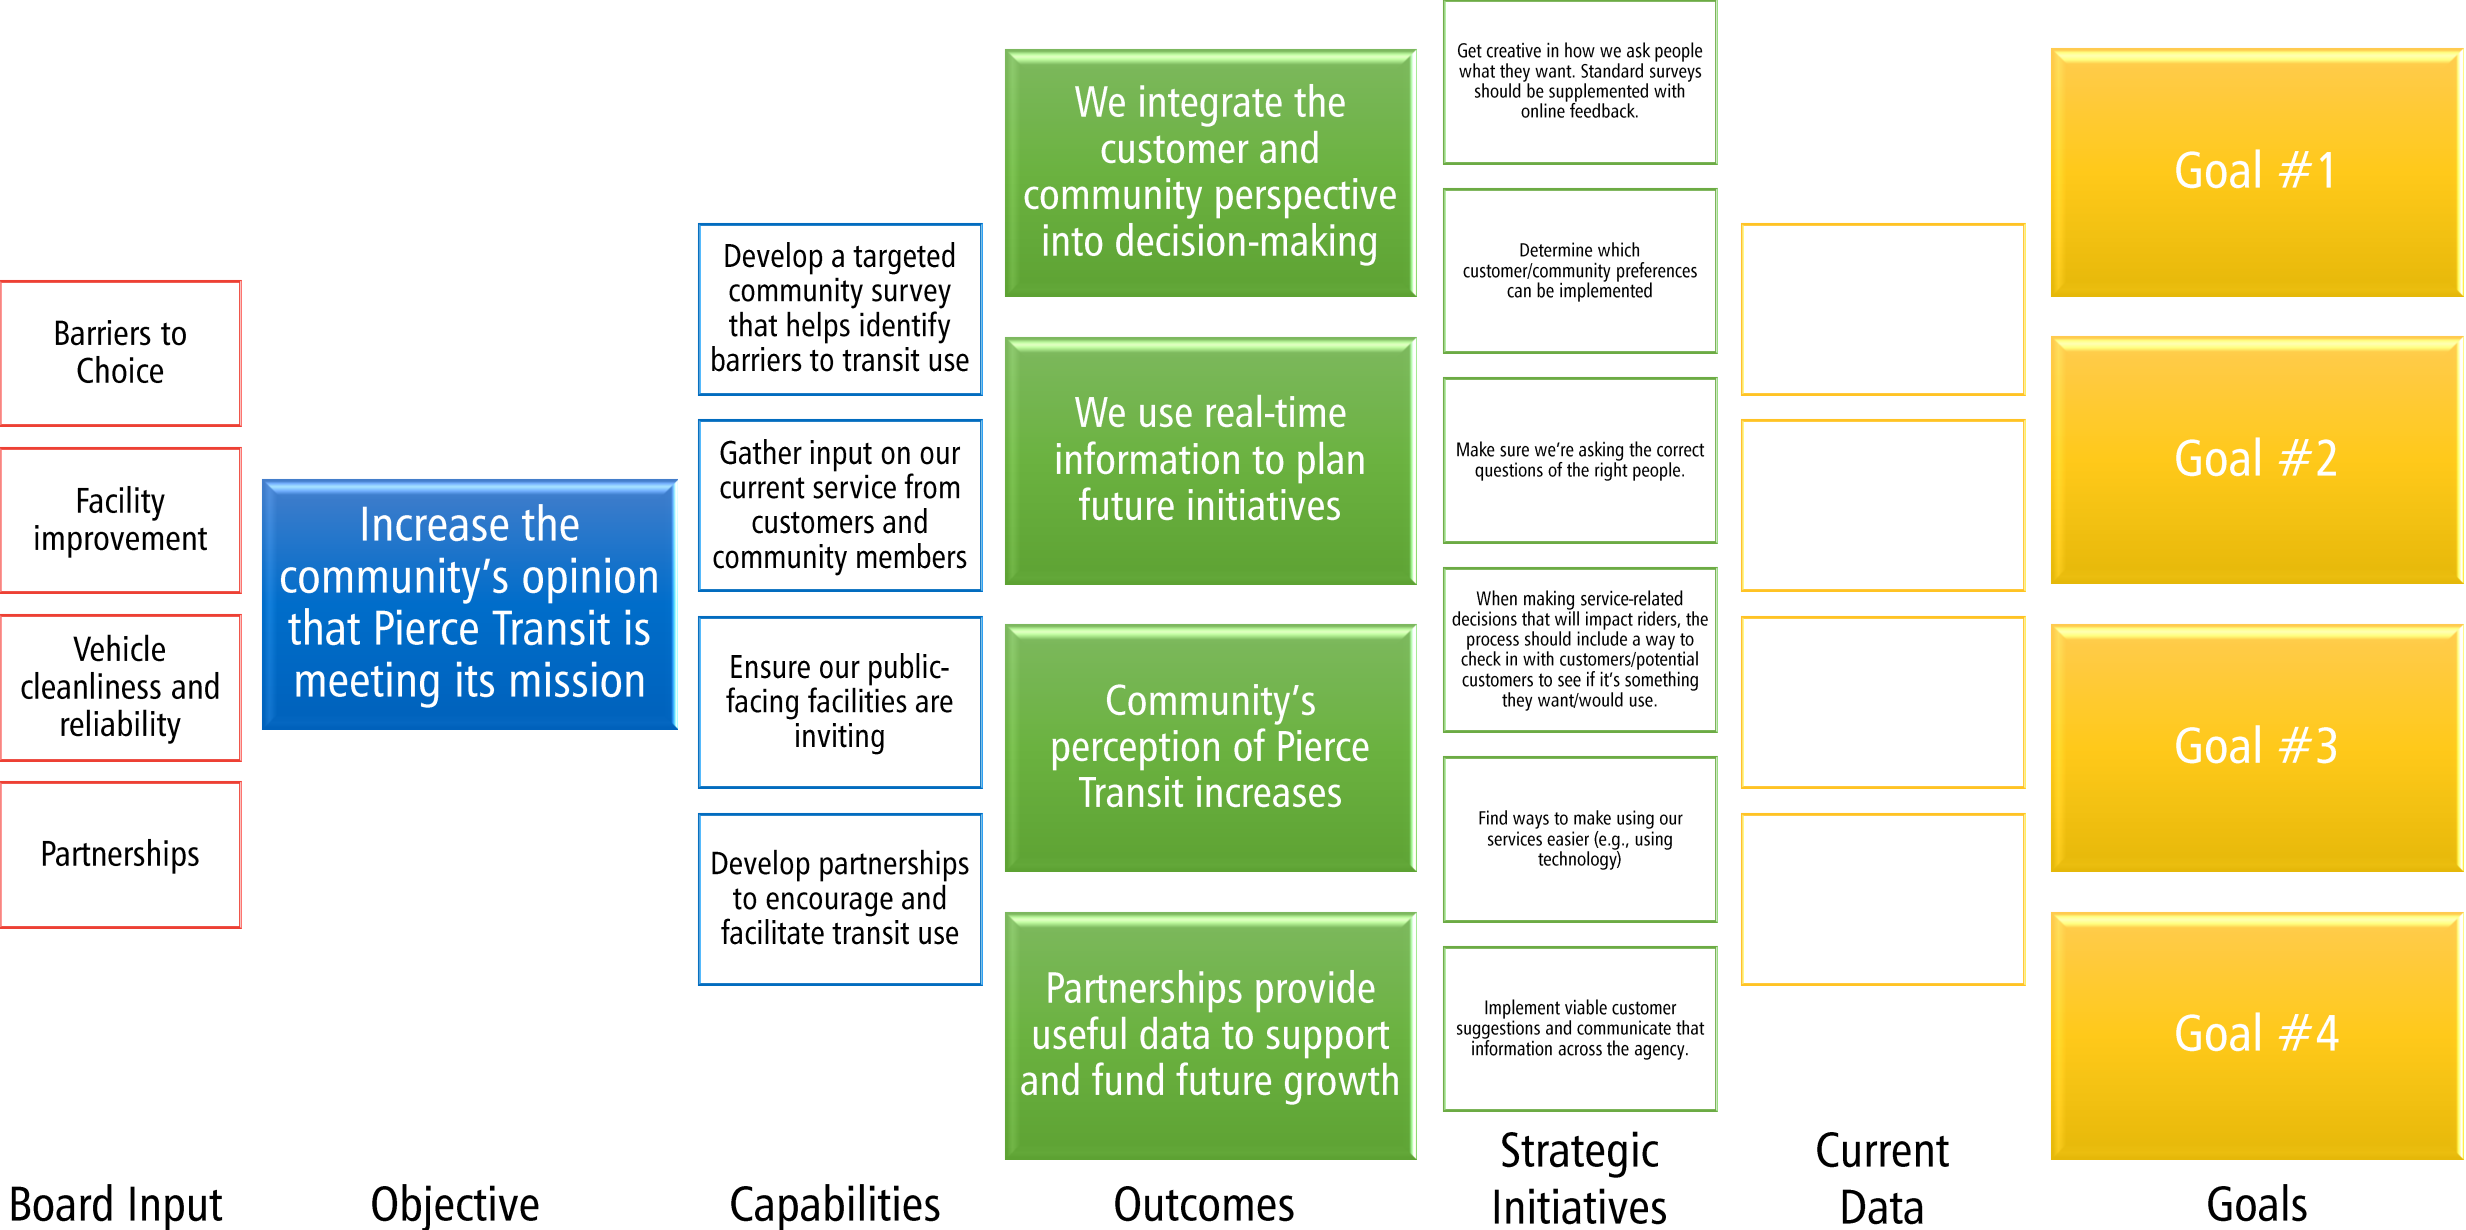 Barriers to
Choice
Facility
improvement
Vehicle
cleanliness and
reliability
Partnerships
Board Input
Increase the
community’s opinion
that Pierce Transit is
meeting its mission
Objective
Develop a targeted
community survey
that helps identify
barriers to transit use
Gather input on our
current service from
customers and
community members
Ensure our public-
facing facilities are
inviting
Develop partnerships
to encourage and
facilitate transit use
Capabilities
We integrate the
customer and
community perspective
into decision-making
We use real-time
information to plan
future initiatives
Community’s
perception of Pierce
Transit increases
Partnerships provide
useful data to support
and fund future growth
Outcomes
Get creative in how we ask people
what they want. Standard surveys
should be supplemented with
online feedback.
Determine which
customer/community preferences
can be implemented
Make sure we’re asking the correct
questions of the right people.
When making service-related
decisions that will impact riders, the
process should include a way to
check in with customers/potential
customers to see if it’s something
they want/would use.
Find ways to make using our
services easier (e.g., using
technology)
Implement viable customer
suggestions and communicate that
information across the agency.
Strategic
Initiatives
Current
Data
Goal #1
Goal #2
Goal #3
Goal #4
Goals